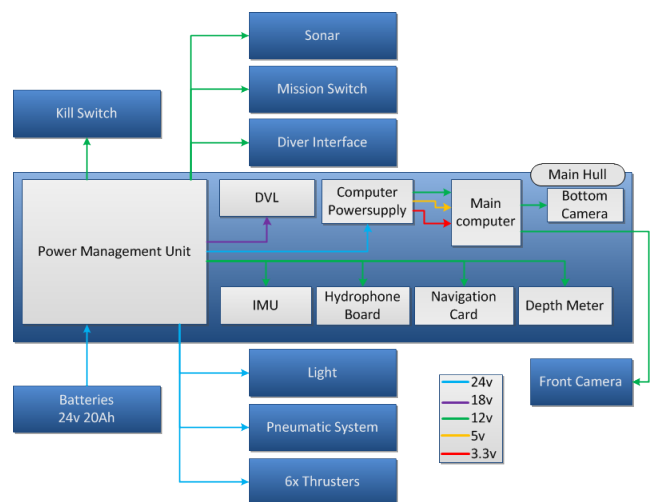 Sonar
Mission Switch
Kill Switch
Diver Interface
Main Hull
DVL
Computer
Powersupply
Main
computer
Bottom
Camera
Power Management Unit
IMU
Hydrophone
Board
Navigation
Card
Depth Meter
Batteries
24v 20Ah
Light
Pneumatic System
6x Thrusters
24v
18v
12v
5v
3.3v
Front Camera